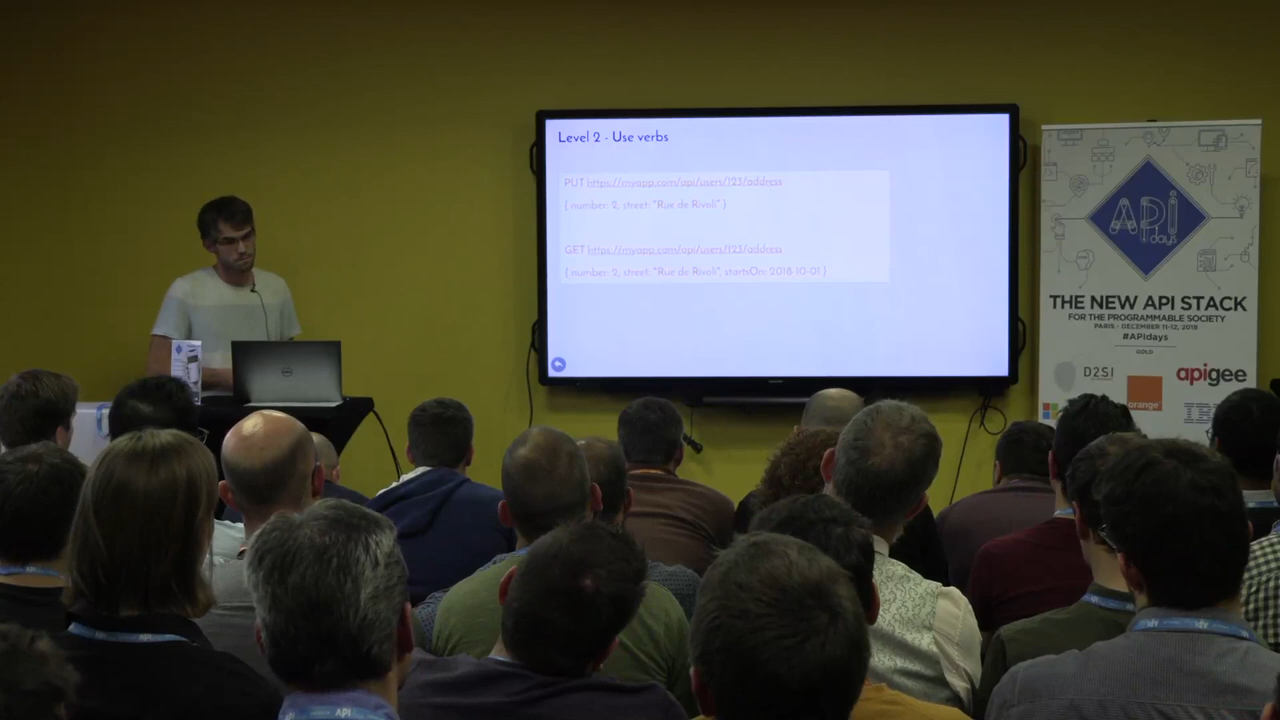 Level 2 - Use verbs
PUT https://myapp.com/api/users/123/address
{ number: 2, street: "Rue de Rivoli" }
GET https://myapp.com/api/users/123/address
{ number: 2, street: "Rue de Rivoli", startsOn: 2018-10-01 }
API
days
THE NEW API STACK
FOR THE PROGRAMMABLE SOCIETY
PARIS - DECEMBER 11-12, 2018
#APIdays
GOLD
D2SI
apigee
orange
IBM
DELL
API